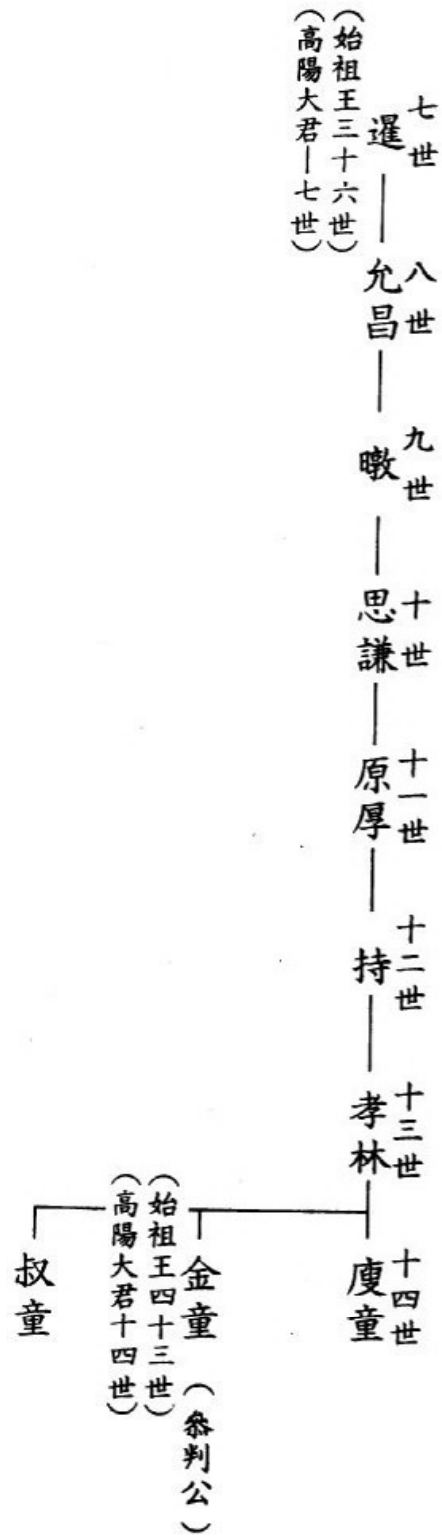 七世
暹
(始祖王三十六世)
(高陽大君—七世)
八世
允昌
九世
暾
十世
思謙
十一世
原厚
十二世
持
十三世
孝林
十四世
廋童
金童
(參判公)
(始祖王四十三世)
(高陽大君十四世)
叔童